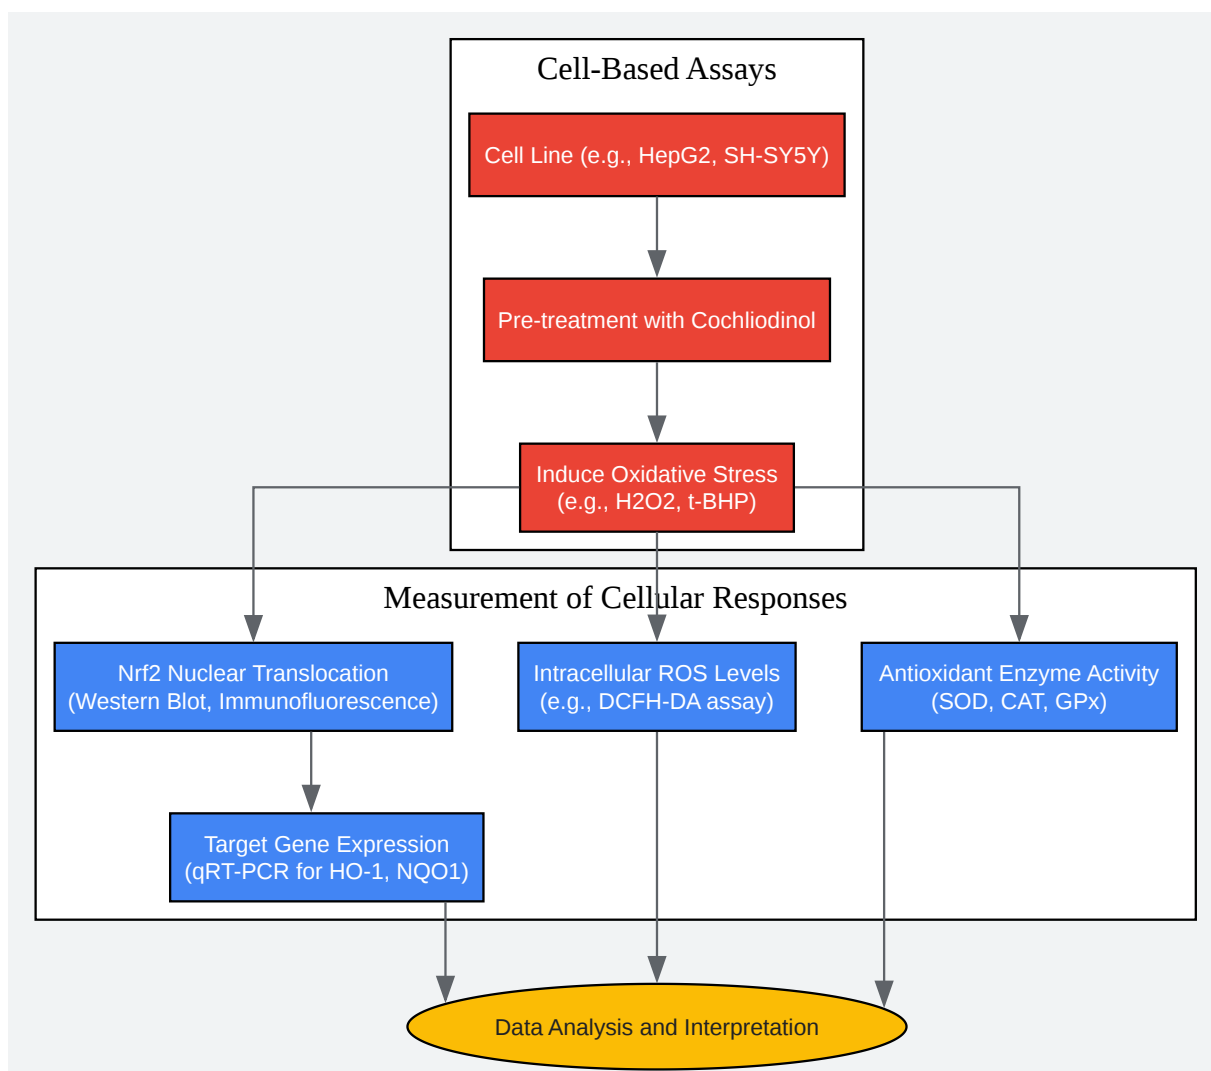 Cell-Based Assays
Cell Line (e.g., HepG2, SH-SY5Y)
Pre-treatment with Cochliodinol
Induce Oxidative Stress
(e.g., H2O2, t-BHP)
Measurement of Cellular Responses
Nrf2 Nuclear Translocation
(Western Blot, Immunofluorescence)
Intracellular ROS Levels
(e.g., DCFH-DA assay)
Antioxidant Enzyme Activity
(SOD, CAT, GPx)
Target Gene Expression
(qRT-PCR for HO-1, NQO1)
Data Analysis and Interpretation